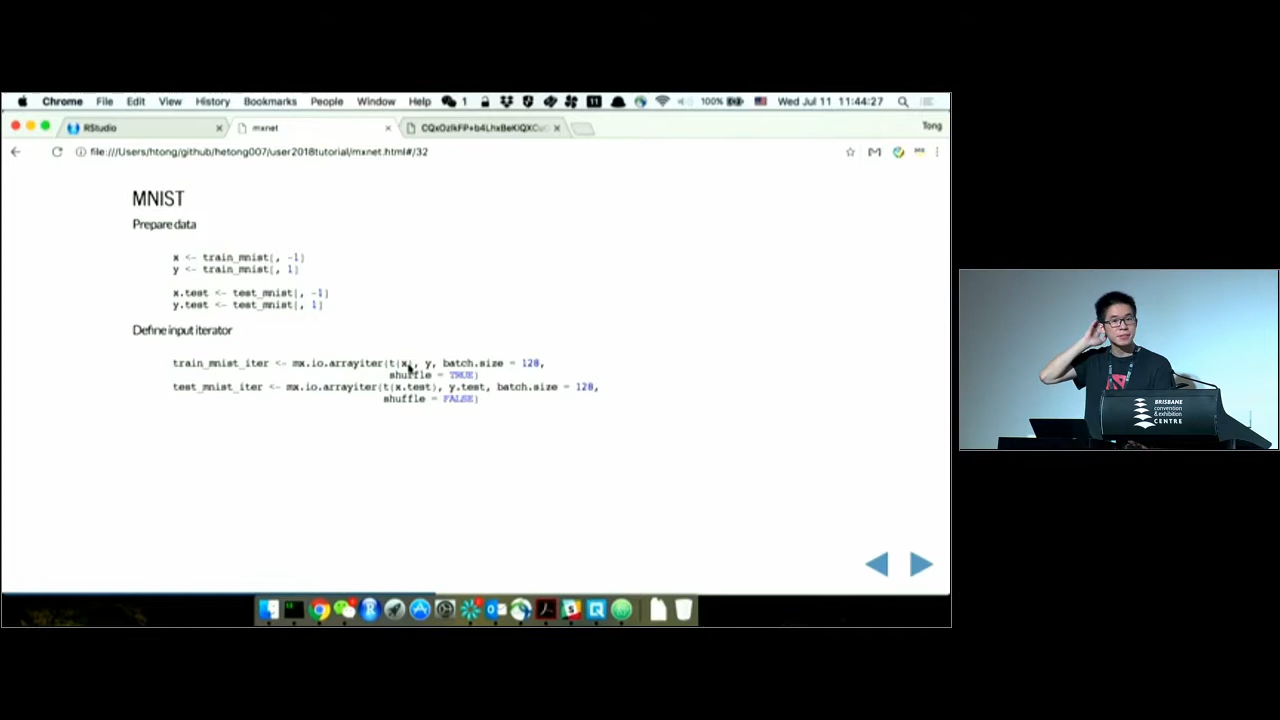 Chrome File Edit View History Bookmarks People Window Help 1 11 100% Wed Jul 11 11:44:27
RStudio mxnet Tong
file:///Users/htong/github/hetong007/user2018tutorial/mxnet.html#/32
MNIST
Prepare data
x <- train_mnist[, -1]
y <- train_mnist[, 1]
x.test <- test_mnist[, -1]
y.test <- test_mnist[, 1]
Define input iterator
train_mnist_iter <- mx.io.arrayiter(t(x), y, batch.size = 128,
shuffle = TRUE)
test_mnist_iter <- mx.io.arrayiter(t(x.test), y.test, batch.size = 128,
shuffle = FALSE)
BRISBANE
convention
& exhibition
CENTRE